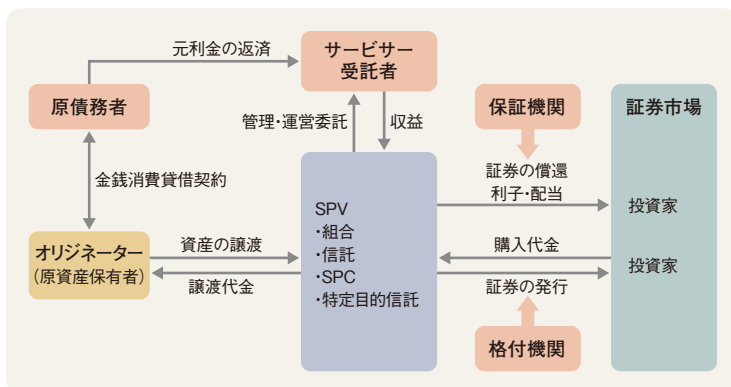 元利金の返済
サービサー
受託者
原債務者
管理・運営委託
収益
保証機関
証券市場
金銭消費貸借契約
証券の償還
利子・配当
投資家
SPV
・組合
・信託
・SPC
・特定目的信託
オリジネーター
(原資産保有者)
資産の譲渡
譲渡代金
購入代金
証券の発行
投資家
格付機関